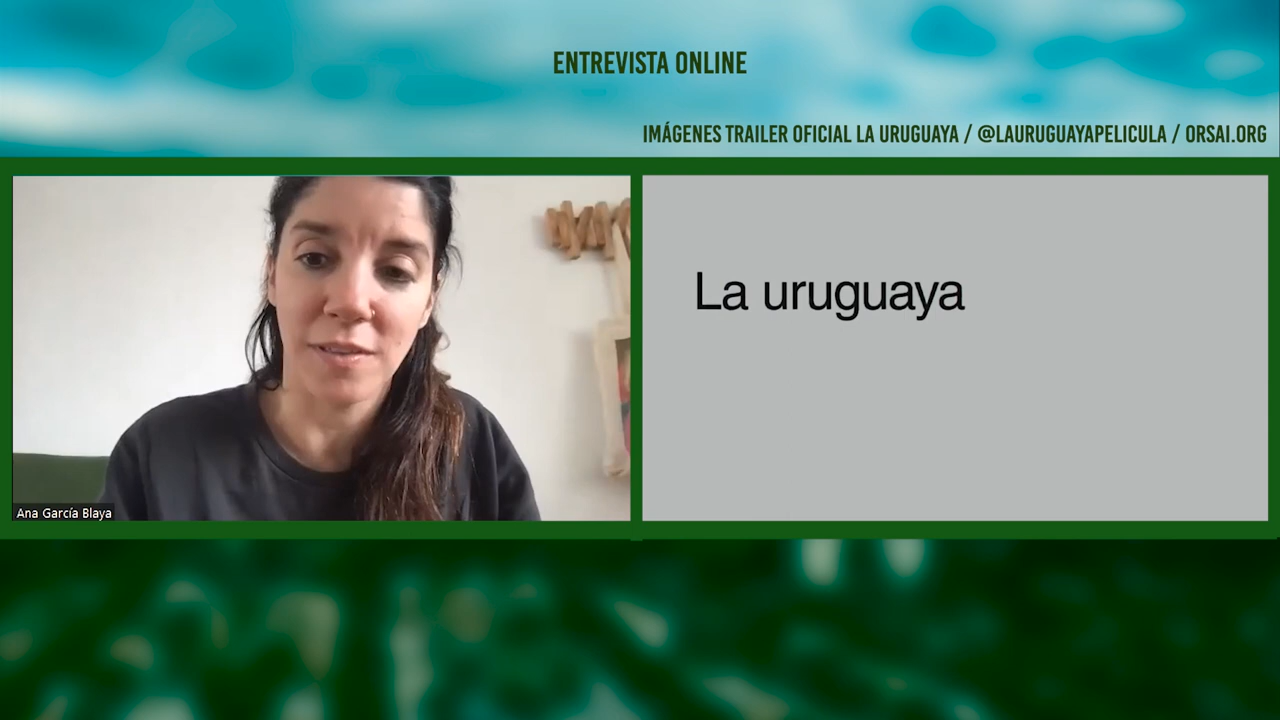 ENTREVISTA ONLINE
IMÁGENES TRAILER OFICIAL LA URUGUAYA / @LAURUGUAYAPELICULA / ORSAI.ORG
La uruguaya
Ana García Blaya